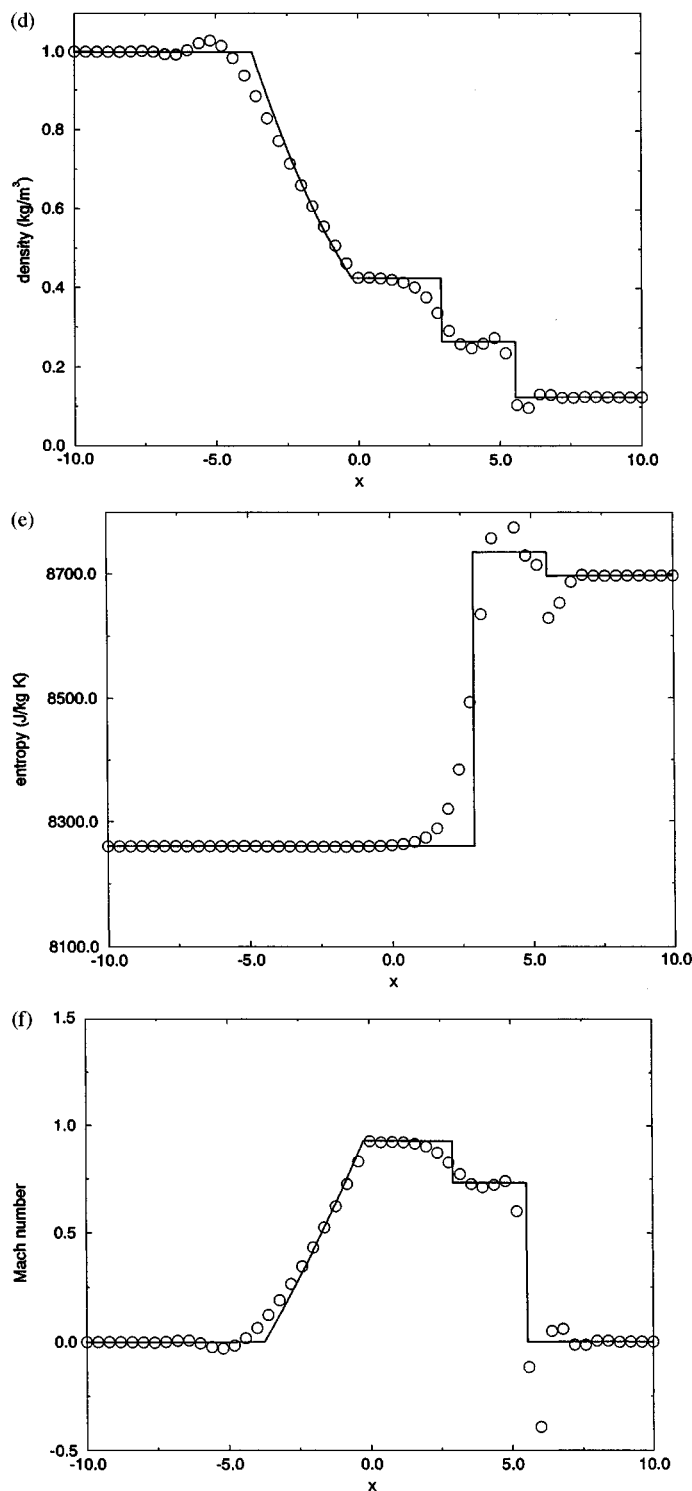 (d)
1.0
0.8
0.6
0.4
0.2
0.0
density (kg/m³)
-10.0 -5.0 0.0 5.0 10.0
x
(e)
8700.0
8500.0
8300.0
8100.0
entropy (J/kg K)
-10.0 -5.0 0.0 5.0 10.0
x
(f)
1.5
1.0
0.5
0.0
-0.5
Mach number
-10.0 -5.0 0.0 5.0 10.0
x